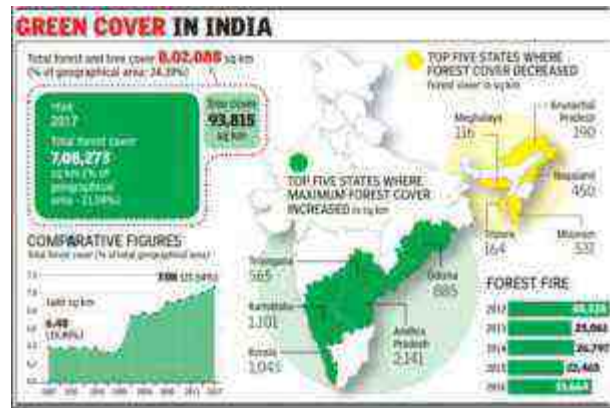 GREEN COVER IN INDIA
Total forest and tree cover 8,02,088 sq km
(% of geographical area: 24.39%)
Year
2017
Total forest cover
7,08,273
sq km (% of
geographical
area - 21.54%)
Tree cover
93,815
sq km
TOP FIVE STATES WHERE
FOREST COVER DECREASED
forest cover in sq km
Arunachal
Pradesh
190
Meghalaya
116
Nagaland
450
Tripura
164
Mizoram
531
TOP FIVE STATES WHERE
MAXIMUM FOREST COVER
INCREASED in sq km
Telangana
565
Odisha
885
Karnataka
1,101
Andhra
Pradesh
2,141
Kerala
1,043
COMPARATIVE FIGURES
Total forest cover (% of total geographical area)
7.08 (21.54%)
lakh sq km
6.40
FOREST FIRE
2012
2013
2014
2015
2016